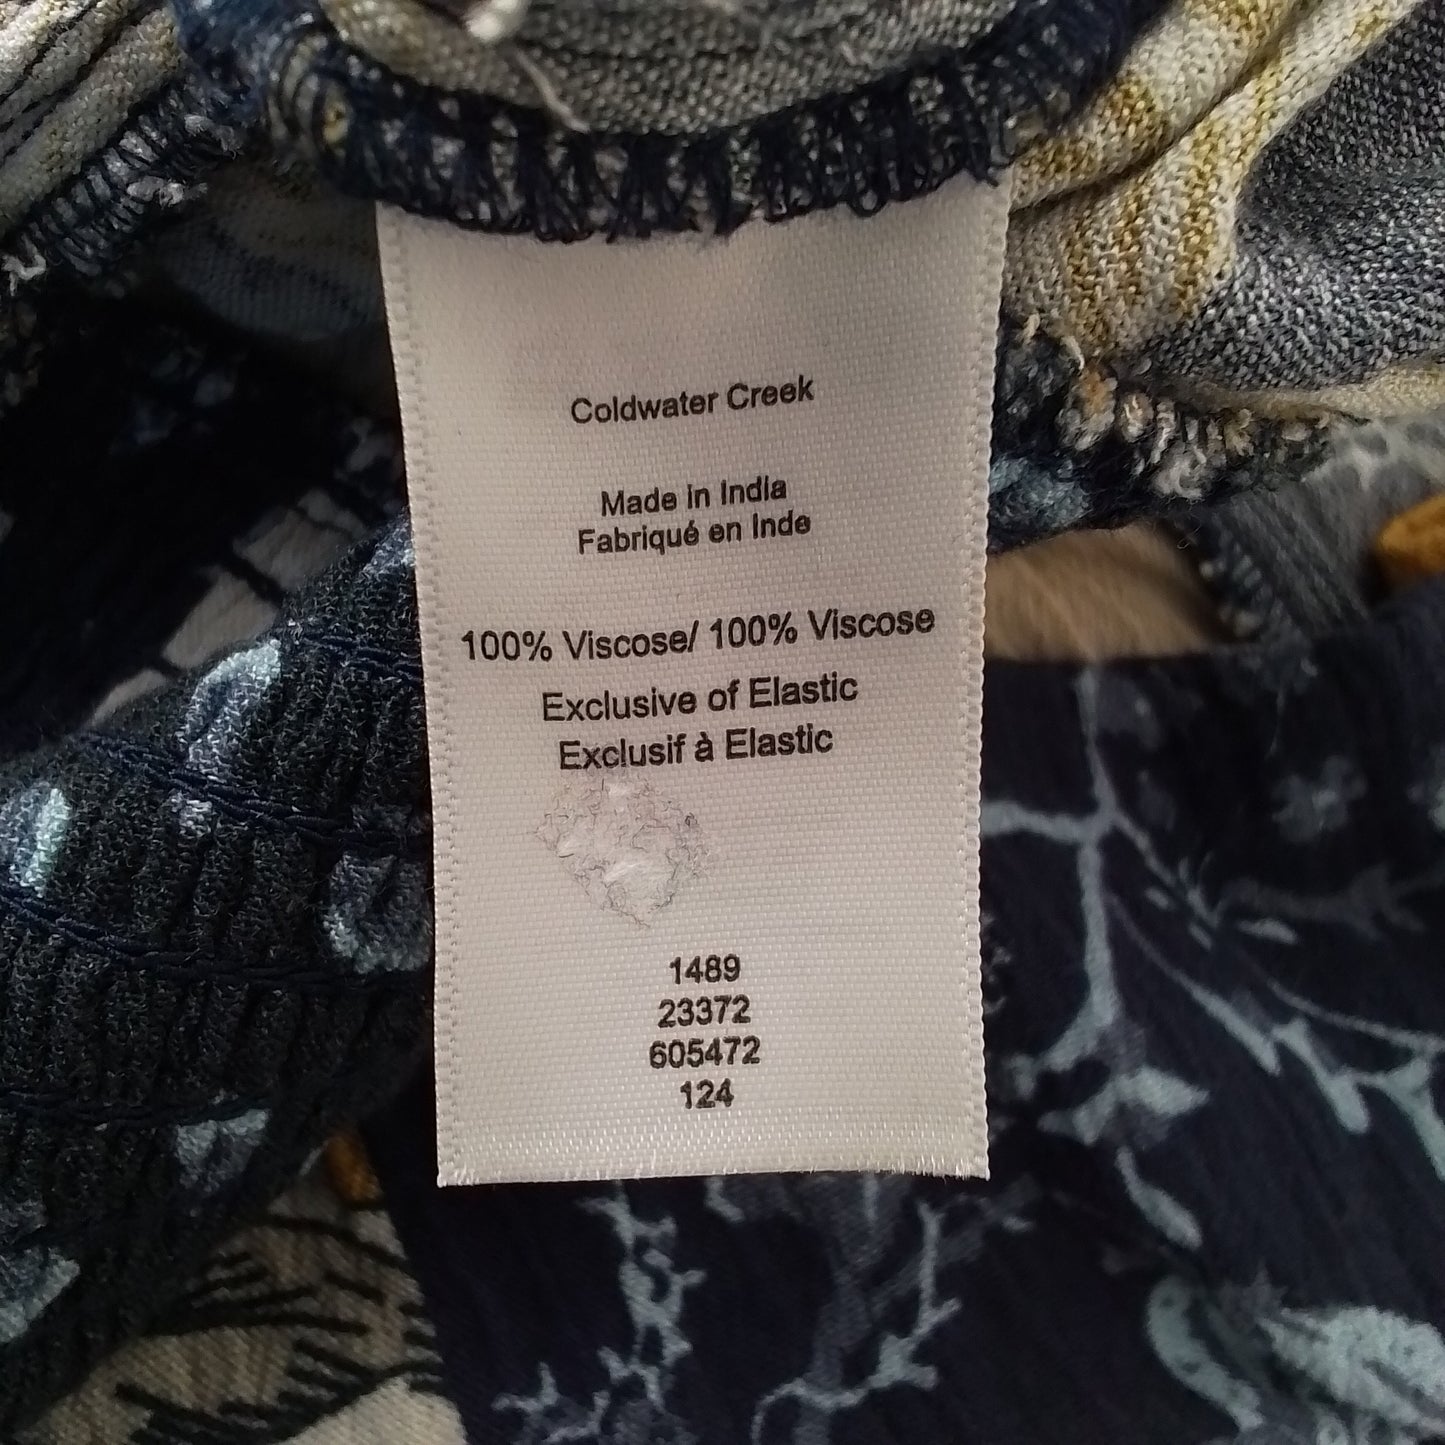 Coldwater Creek
Made in India
Fabriqué en Inde
100% Viscose/ 100% Viscose
Exclusive of Elastic
Exclusif à Elastic
1489
23372
605472
124